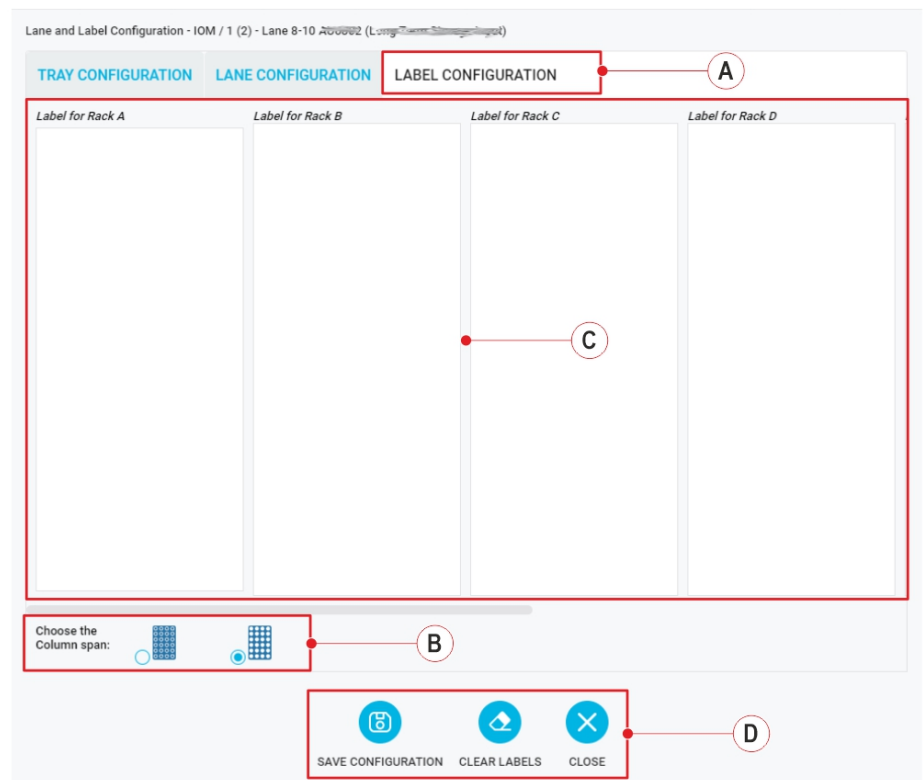 Lane and Label Configuration - IOM / 1 (2) - Lane 8-10
TRAY CONFIGURATION LANE CONFIGURATION LABEL CONFIGURATION A
Label for Rack A Label for Rack B Label for Rack C Label for Rack D
C
Choose the
Column span:
B
D
SAVE CONFIGURATION CLEAR LABELS CLOSE